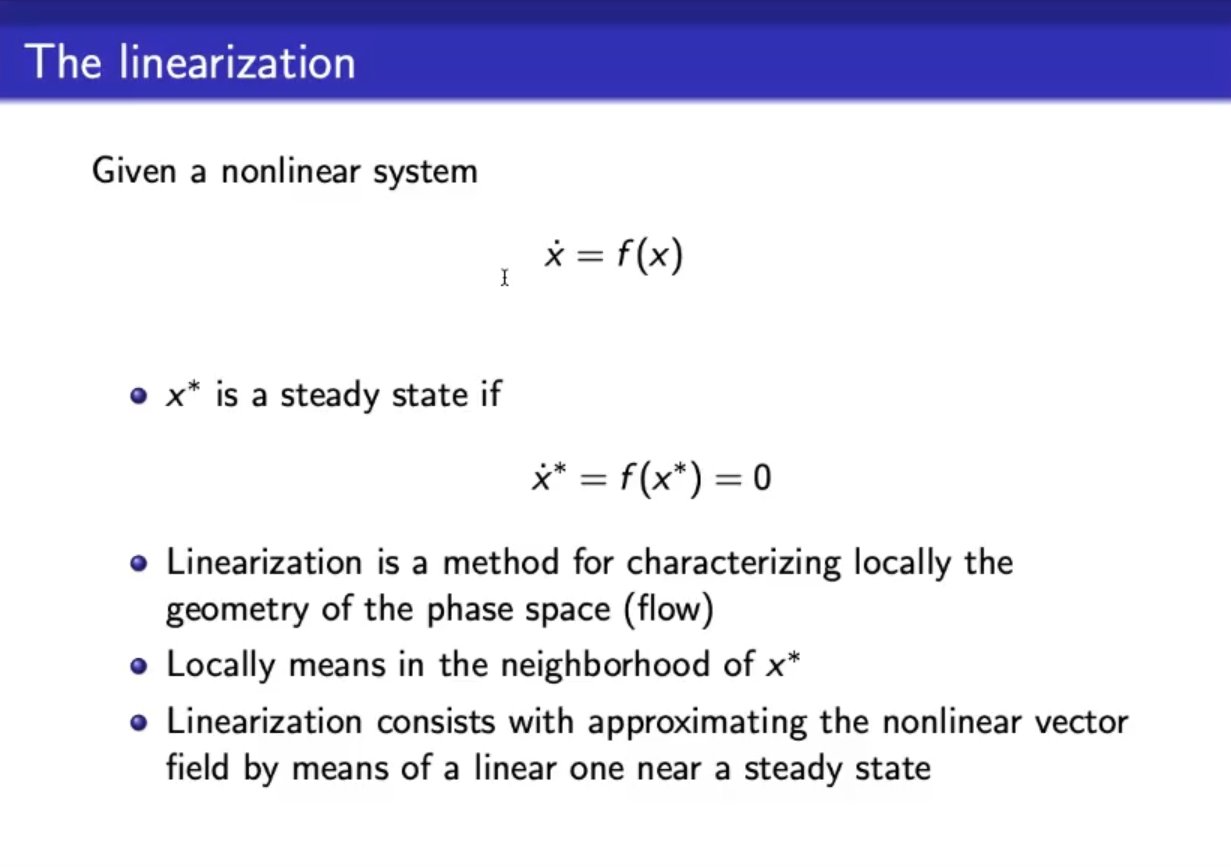 The linearization
Given a nonlinear system
ẋ = f(x)
• x* is a steady state if
ẋ* = f(x*) = 0
• Linearization is a method for characterizing locally the
geometry of the phase space (flow)
• Locally means in the neighborhood of x*
• Linearization consists with approximating the nonlinear vector
field by means of a linear one near a steady state